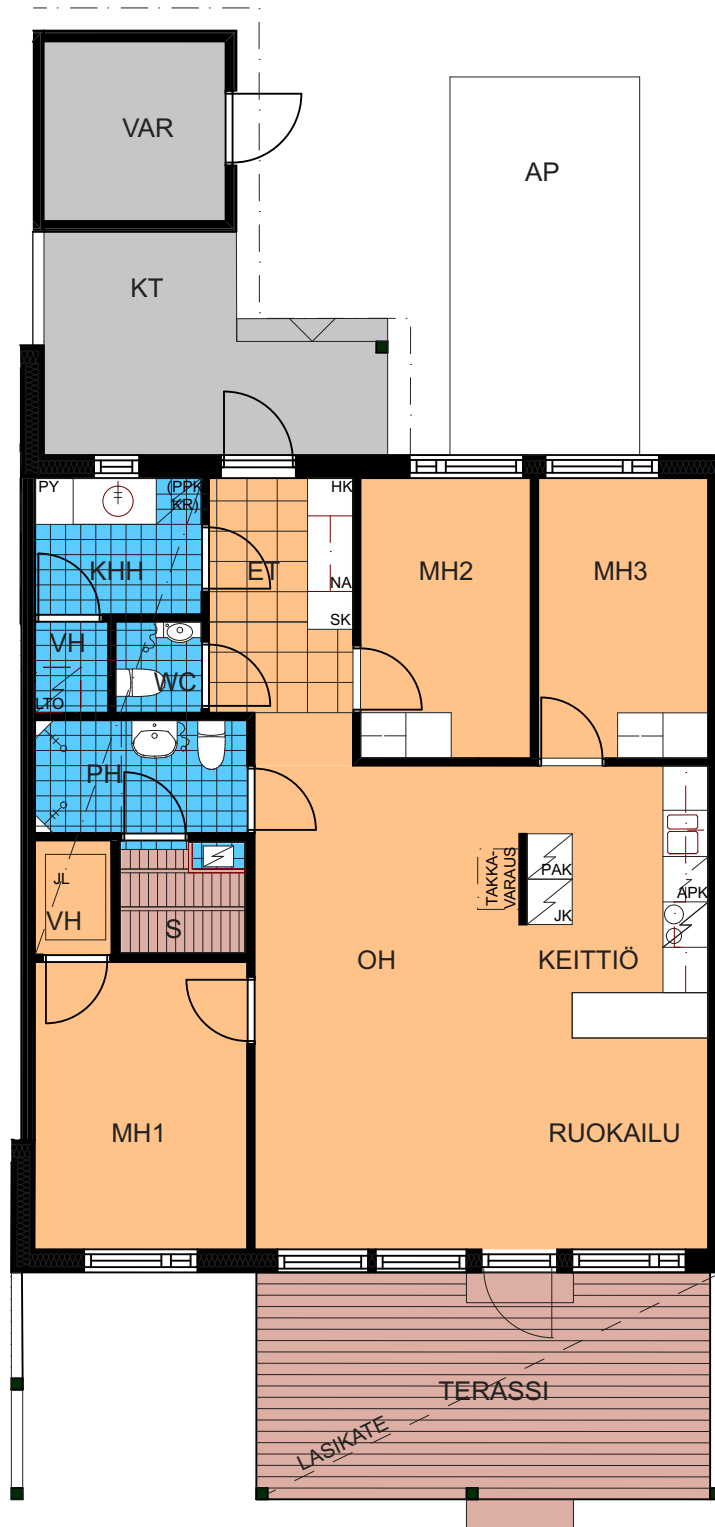 VAR
AP
KT
PY
(PPK
KR)
HK
KHH
ET
NA
MH2
MH3
SK
VH
WC
LTO
PH
TAKKA-
VARAUS
PAK
APK
JL
JK
VH
S
OH
KEITTIÖ
MH1
RUOKAILU
TERASSI
LASIKATE